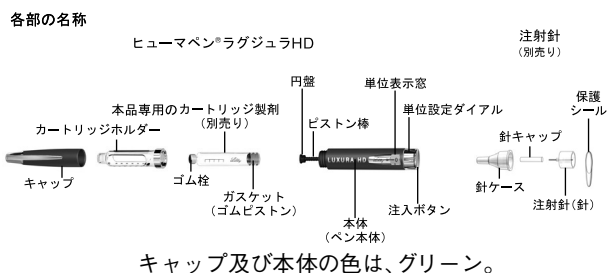 各部の名称
ヒューマペン®ラグジュラHD
注射針
(別売り)
円盤
単位表示窓
保護
シール
本品専用のカートリッジ製剤
(別売り)
ピストン棒
単位設定ダイアル
カートリッジホルダー
針キャップ
LUXURA HD
キャップ
ゴム栓
ガスケット
(ゴムピストン)
本体
(ペン本体)
注入ボタン
針ケース
注射針(針)
キャップ及び本体の色は、グリーン。